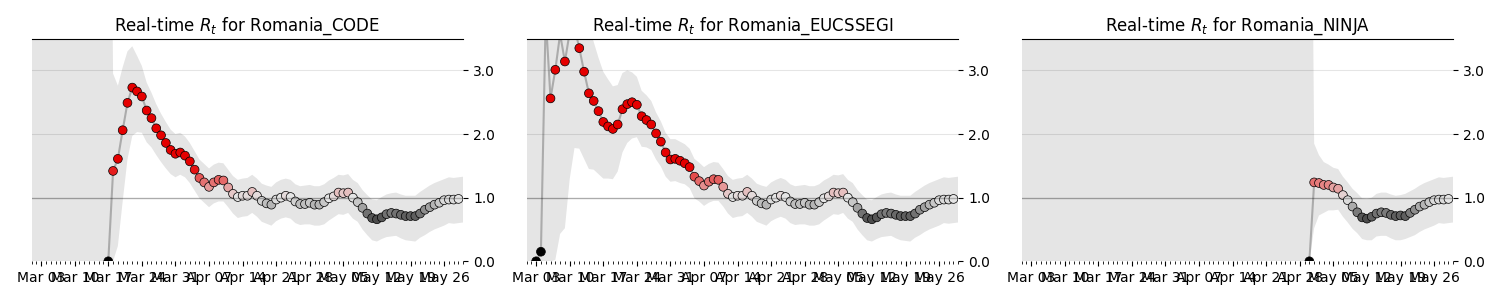 Real-time Rt for Romania_CODE
3.0
2.0
1.0
0.0
Mar 03 Mar 10 Mar 17 Mar 24 Mar 31 Apr 07 Apr 14 Apr 21 Apr 28 May 05 May 12 May 19 May 26
Real-time Rt for Romania_EUCSSEGI
3.0
2.0
1.0
0.0
Mar 03 Mar 10 Mar 17 Mar 24 Mar 31 Apr 07 Apr 14 Apr 21 Apr 28 May 05 May 12 May 19 May 26
Real-time Rt for Romania_NINJA
3.0
2.0
1.0
0.0
Mar 03 Mar 10 Mar 17 Mar 24 Mar 31 Apr 07 Apr 14 Apr 21 Apr 28 May 05 May 12 May 19 May 26